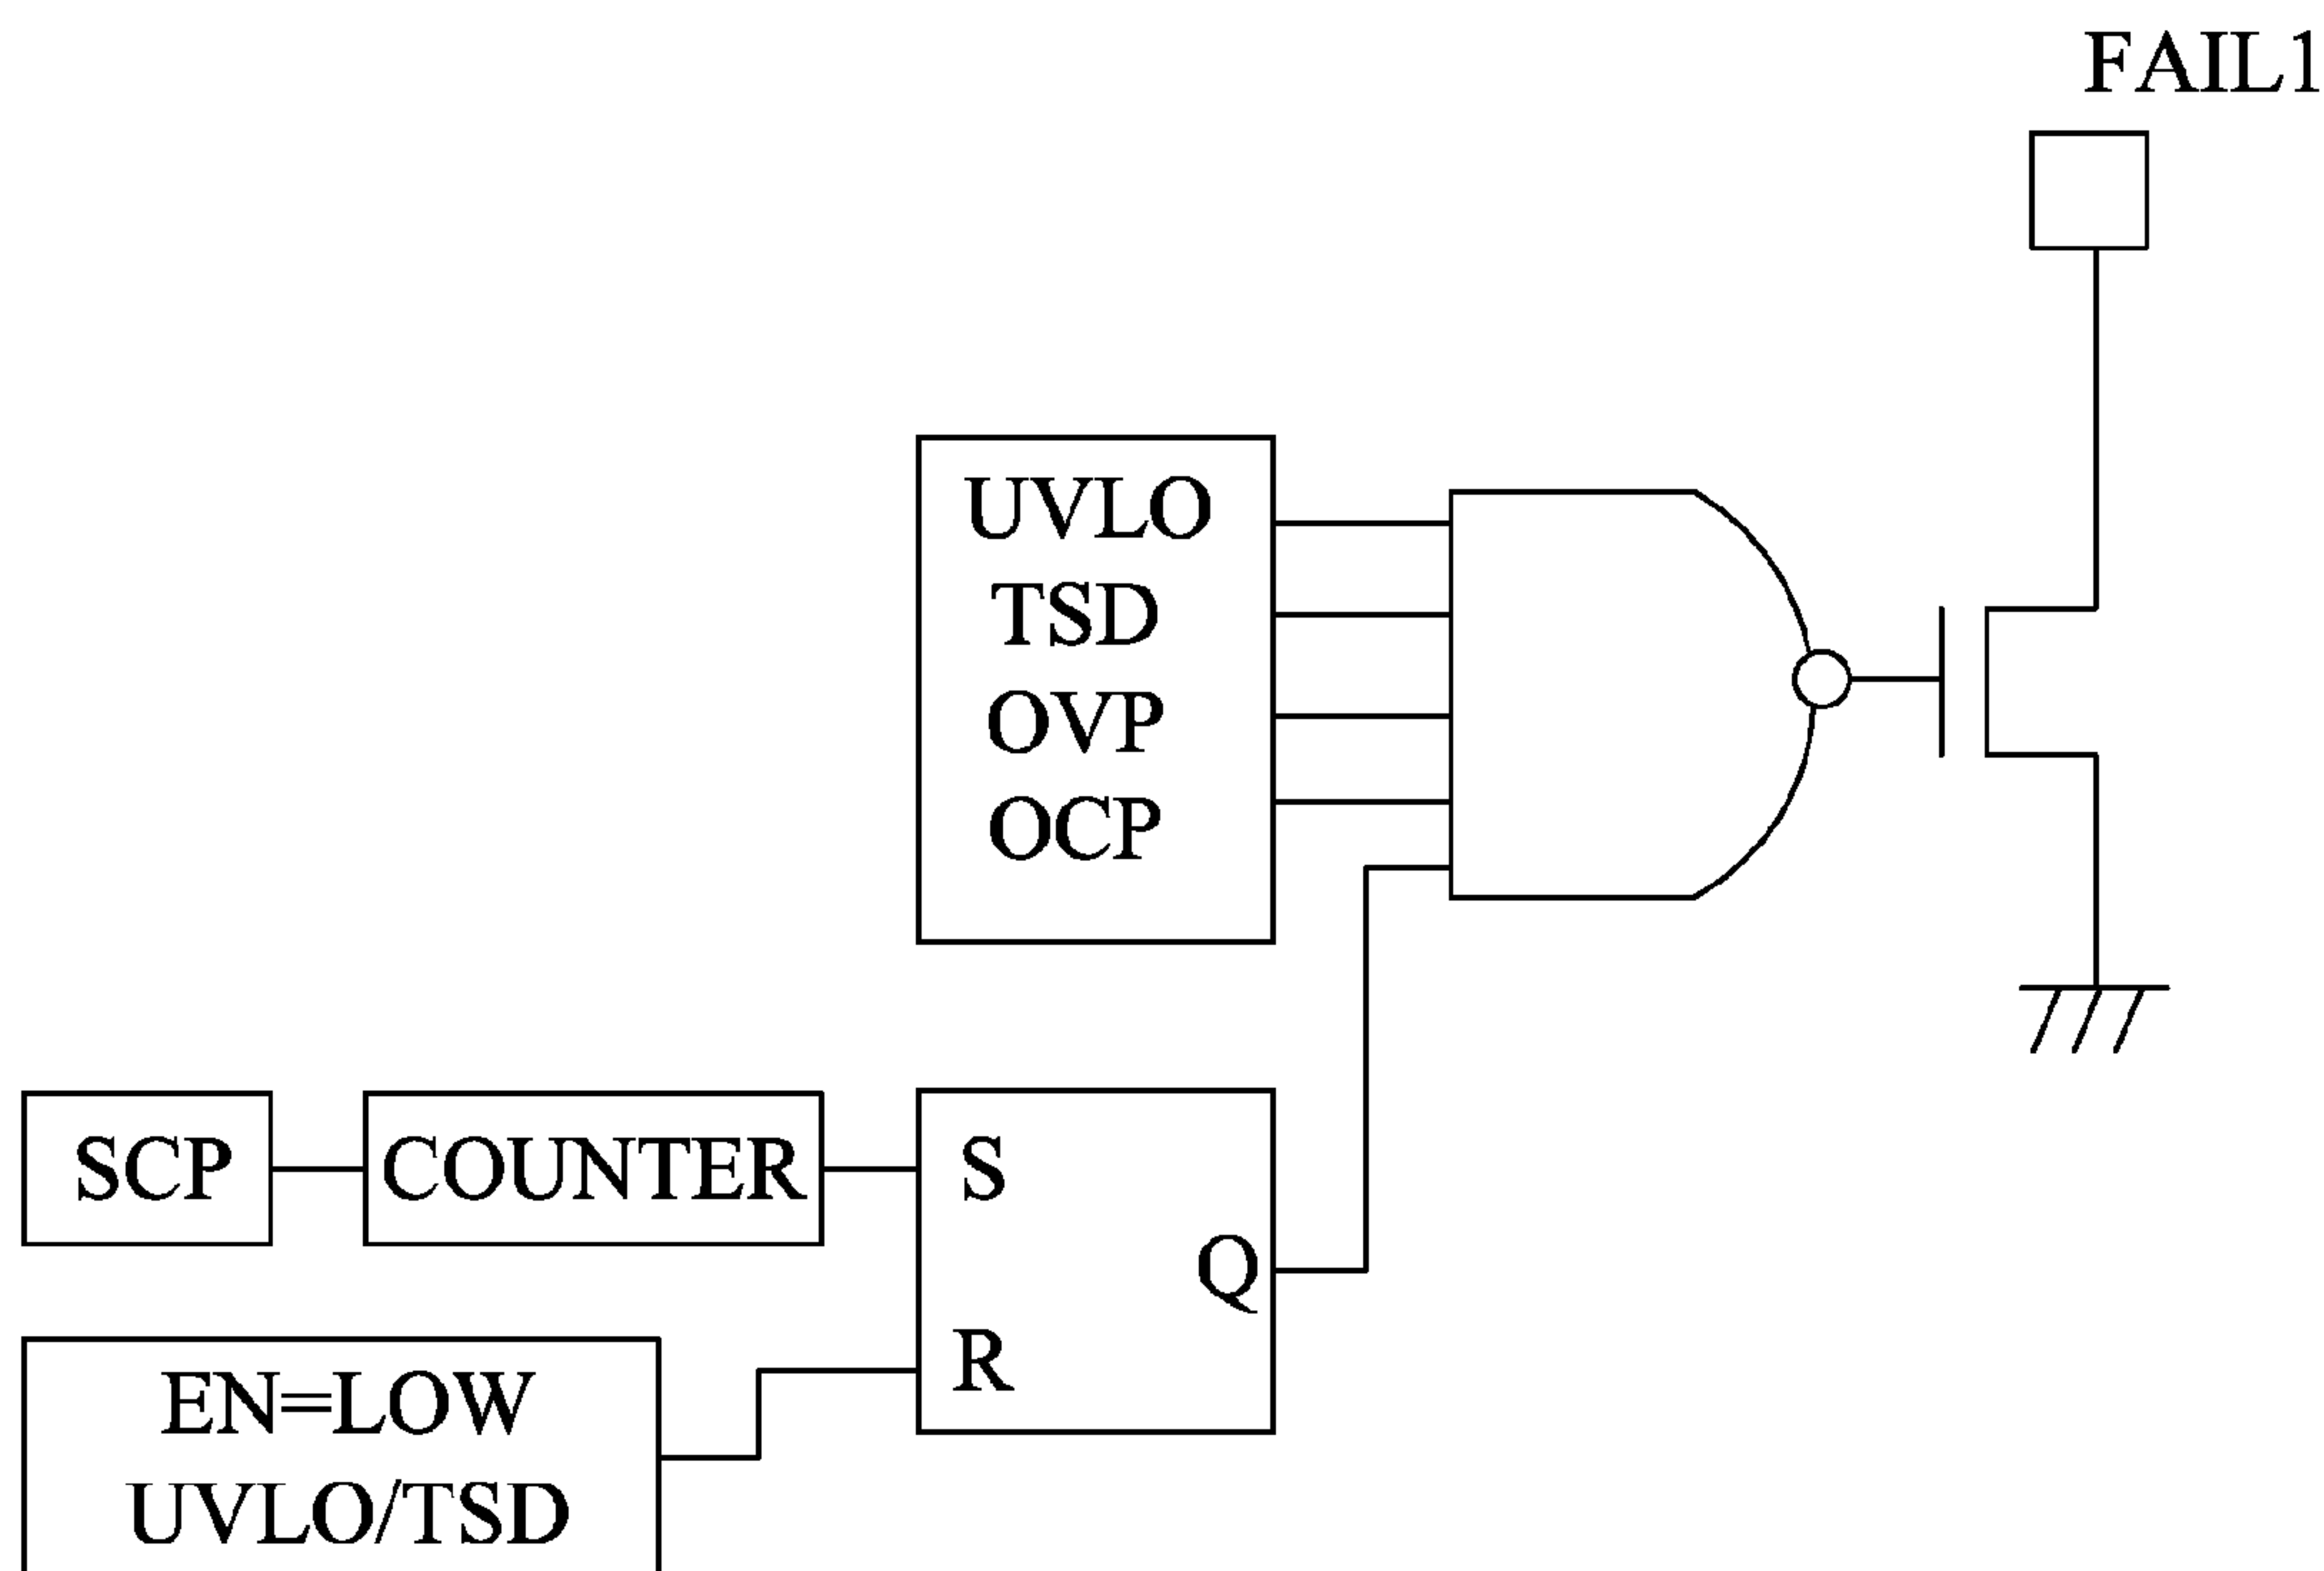 FAIL1
UVLO
TSD
OVP
OCP
SCP
COUNTER
S
Q
R
EN=LOW
UVLO/TSD